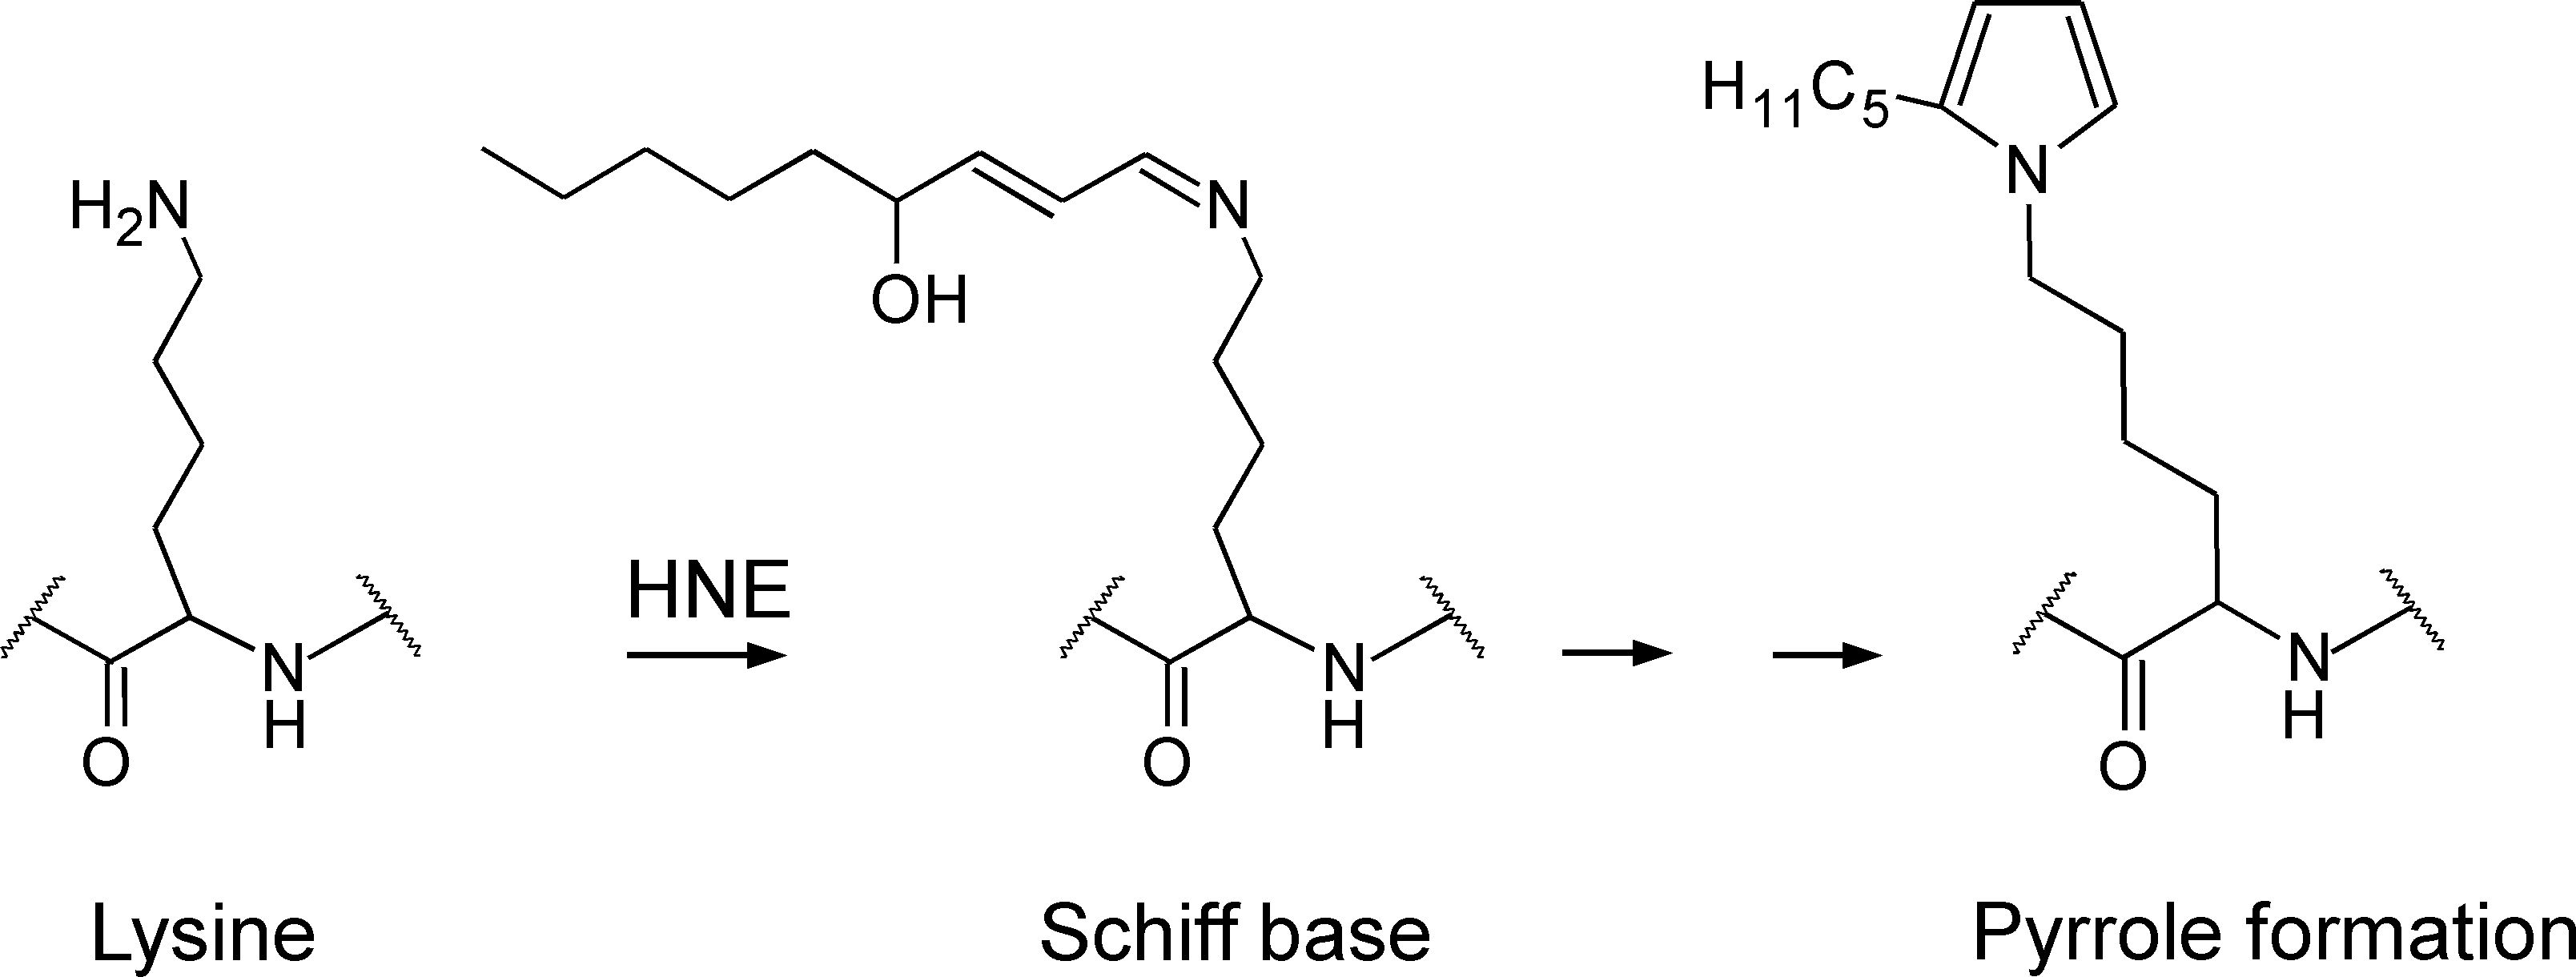 H₁₁C₅
N
H₂N
N
OH
HNE
N
H
O
N
H
O
N
H
O
Lysine
Schiff base
Pyrrole formation